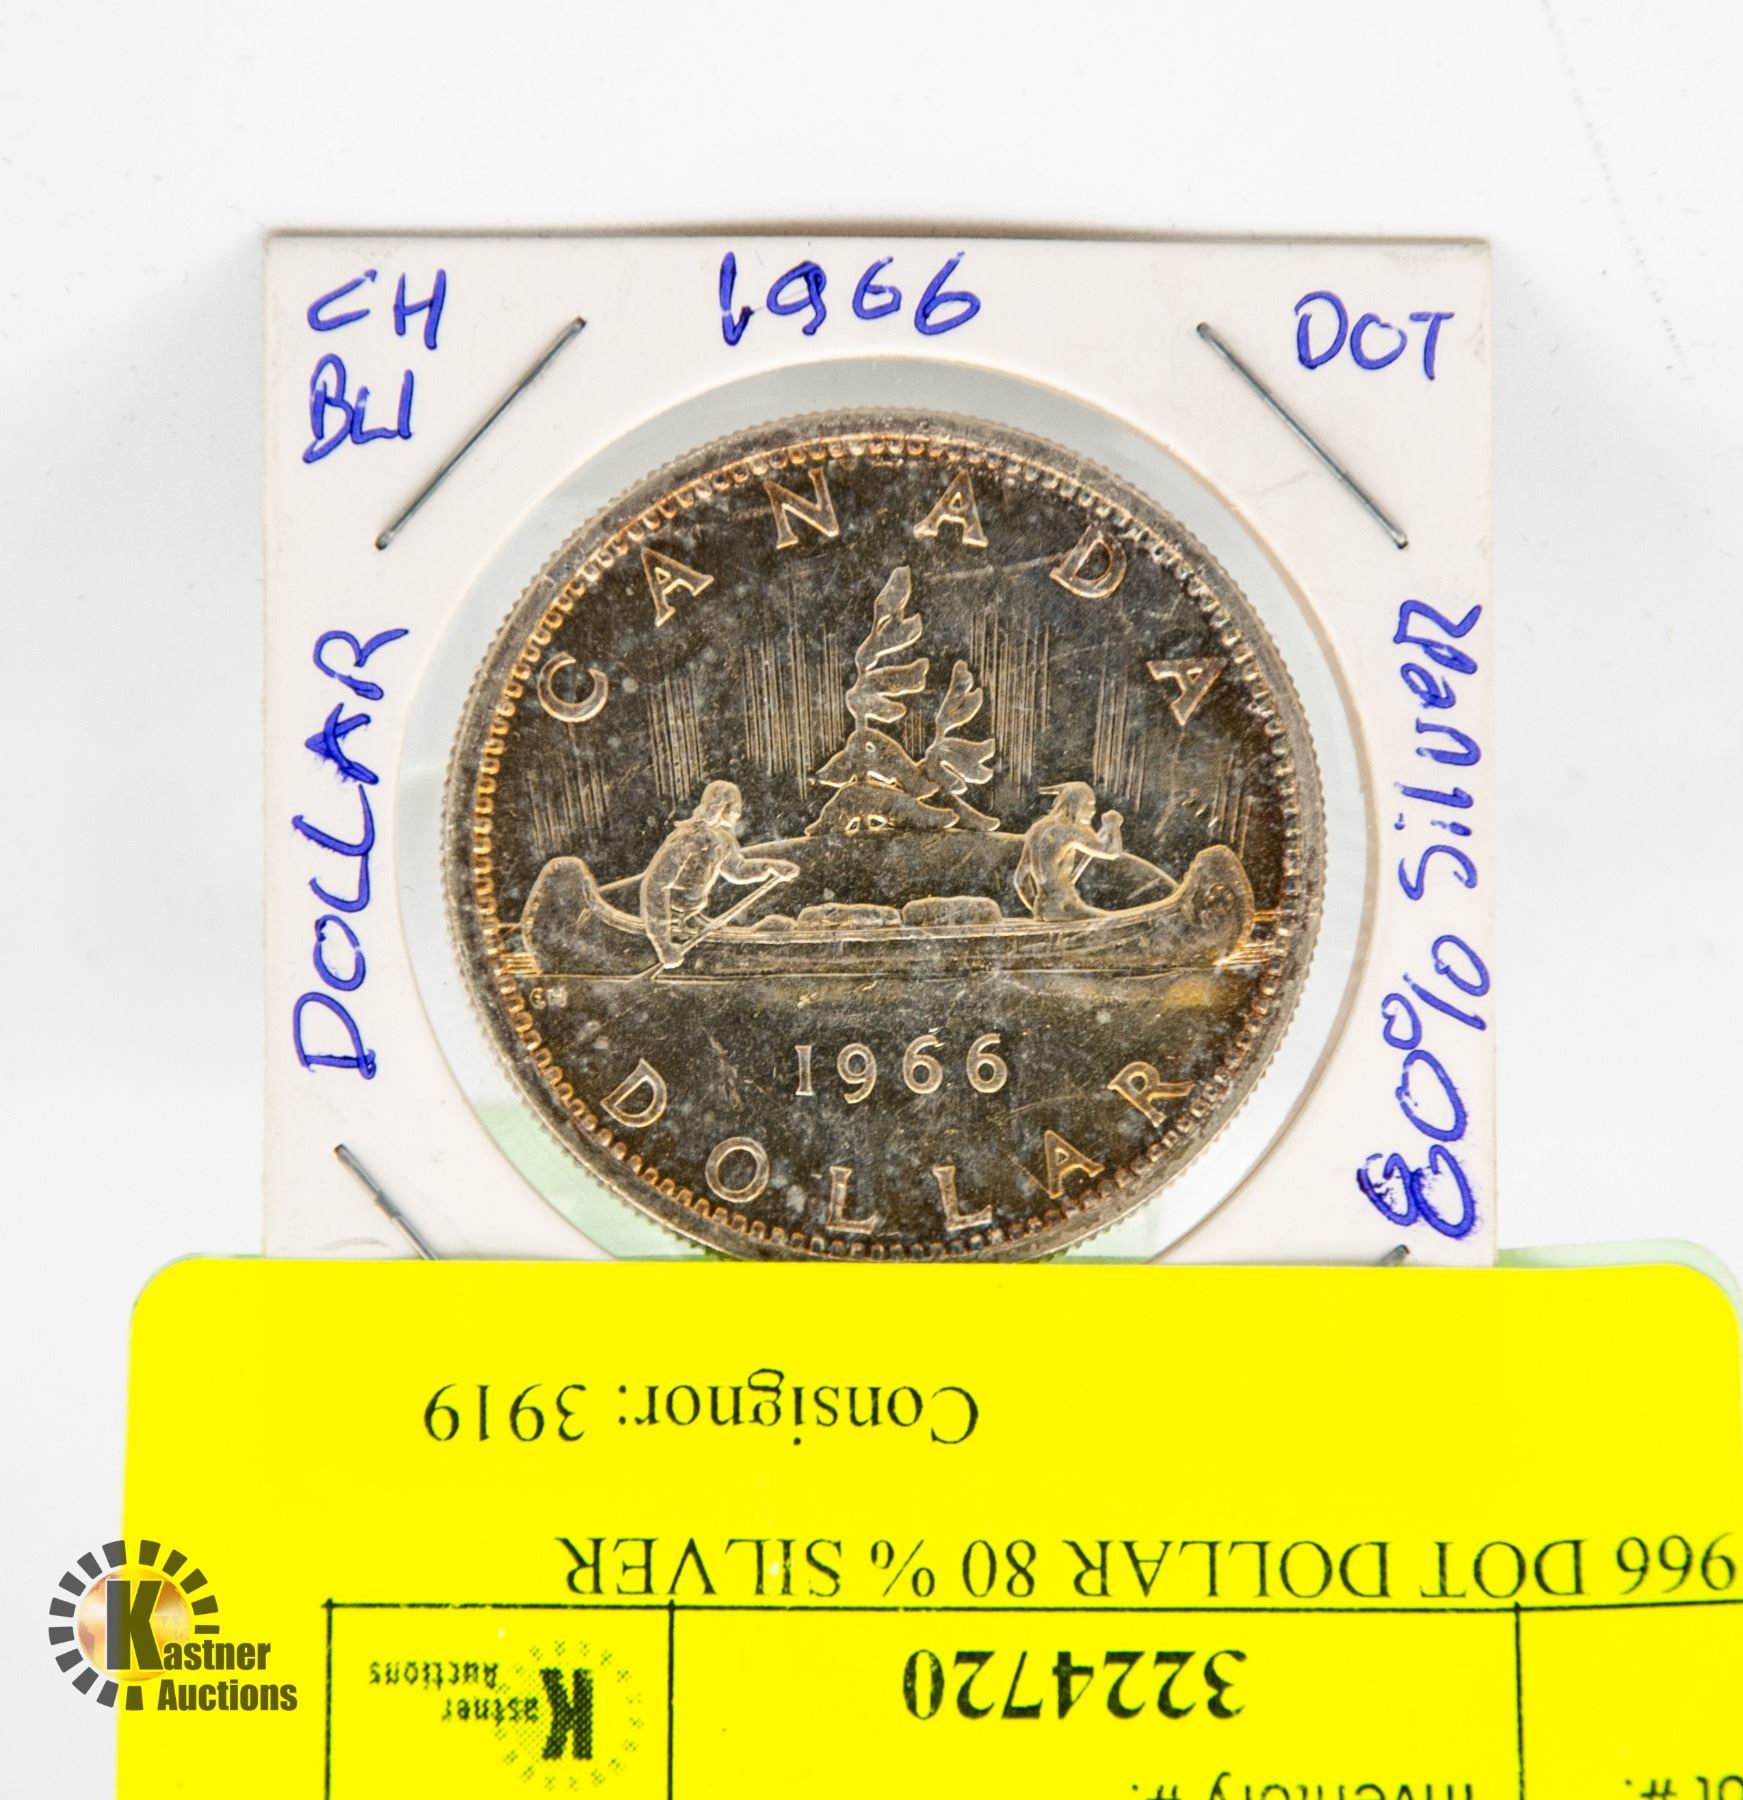 CH
BU
1966
DOT
DOLLAR
80% SILVER
CANADA
1966
DOLLAR
Consignor: 3919
966 DOT DOLLAR 80 % SILVER
3224720
Kastner
Auctions
Inventory #:
Kastner
Auctions